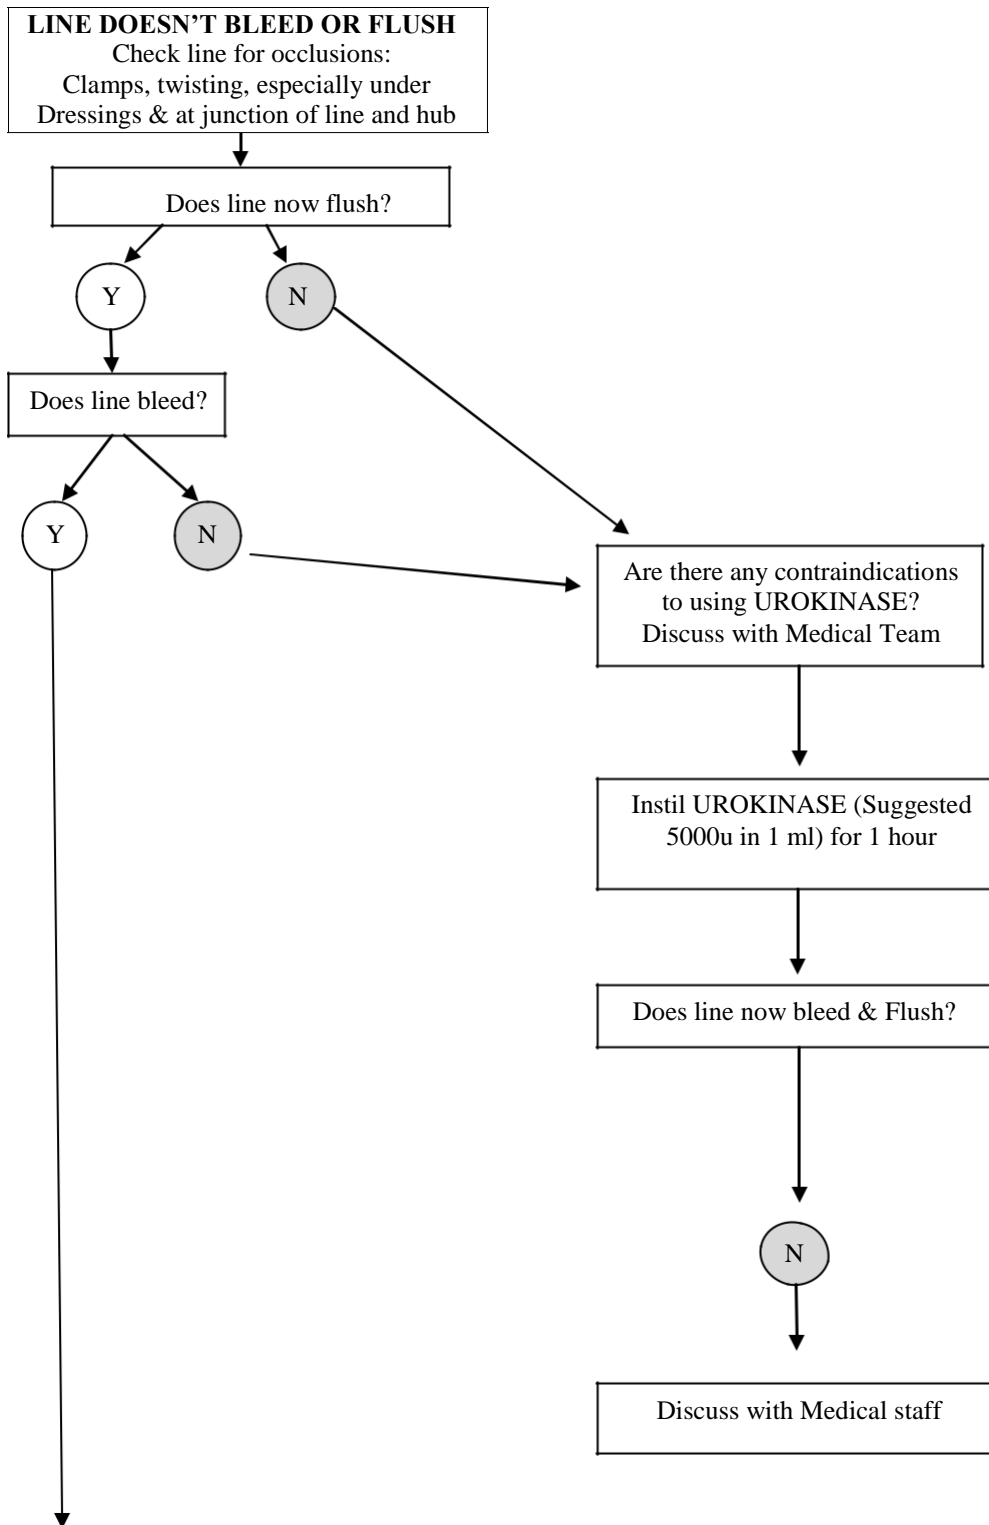 LINE DOESN'T BLEED OR FLUSH
Check line for occlusions:
Clamps, twisting, especially under
Dressings & at junction of line and hub
Does line now flush?
Y
N
Does line bleed?
Y
N
Are there any contraindications
to using UROKINASE?
Discuss with Medical Team
Instil UROKINASE (Suggested
5000u in 1 ml) for 1 hour
Does line now bleed & Flush?
N
Discuss with Medical staff